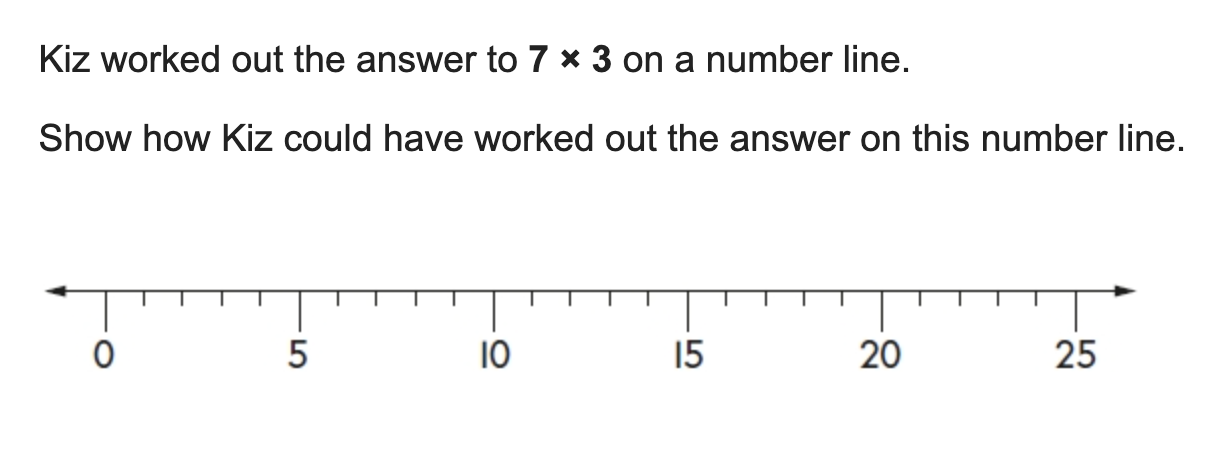 Kiz worked out the answer to 7 × 3 on a number line.
Show how Kiz could have worked out the answer on this number line.
0 5 10 15 20 25